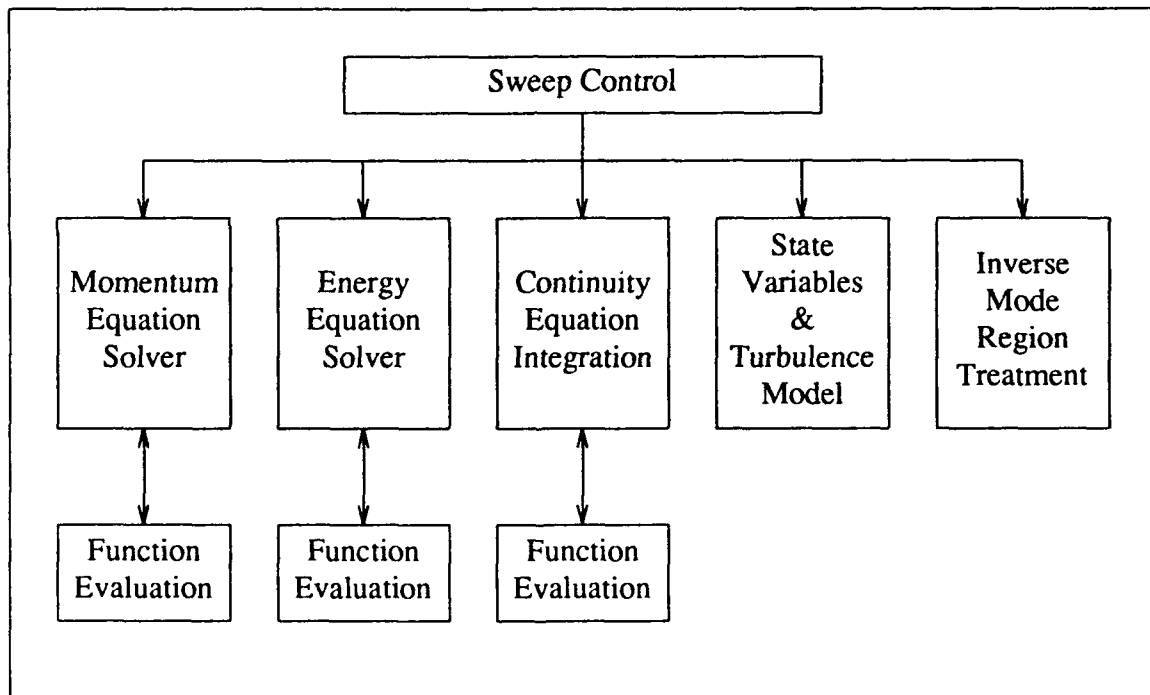 Sweep Control
Momentum
Equation
Solver
Energy
Equation
Solver
Continuity
Equation
Integration
State
Variables
&
Turbulence
Model
Inverse
Mode
Region
Treatment
Function
Evaluation
Function
Evaluation
Function
Evaluation